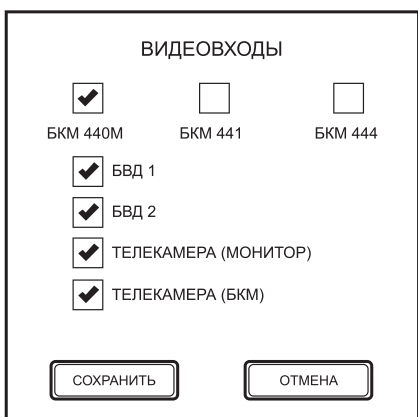 ВИДЕОВХОДЫ
БКМ 440М БКМ 441 БКМ 444
БВД 1
БВД 2
ТЕЛЕКАМЕРА (МОНИТОР)
ТЕЛЕКАМЕРА (БКМ)
СОХРАНИТЬ ОТМЕНА